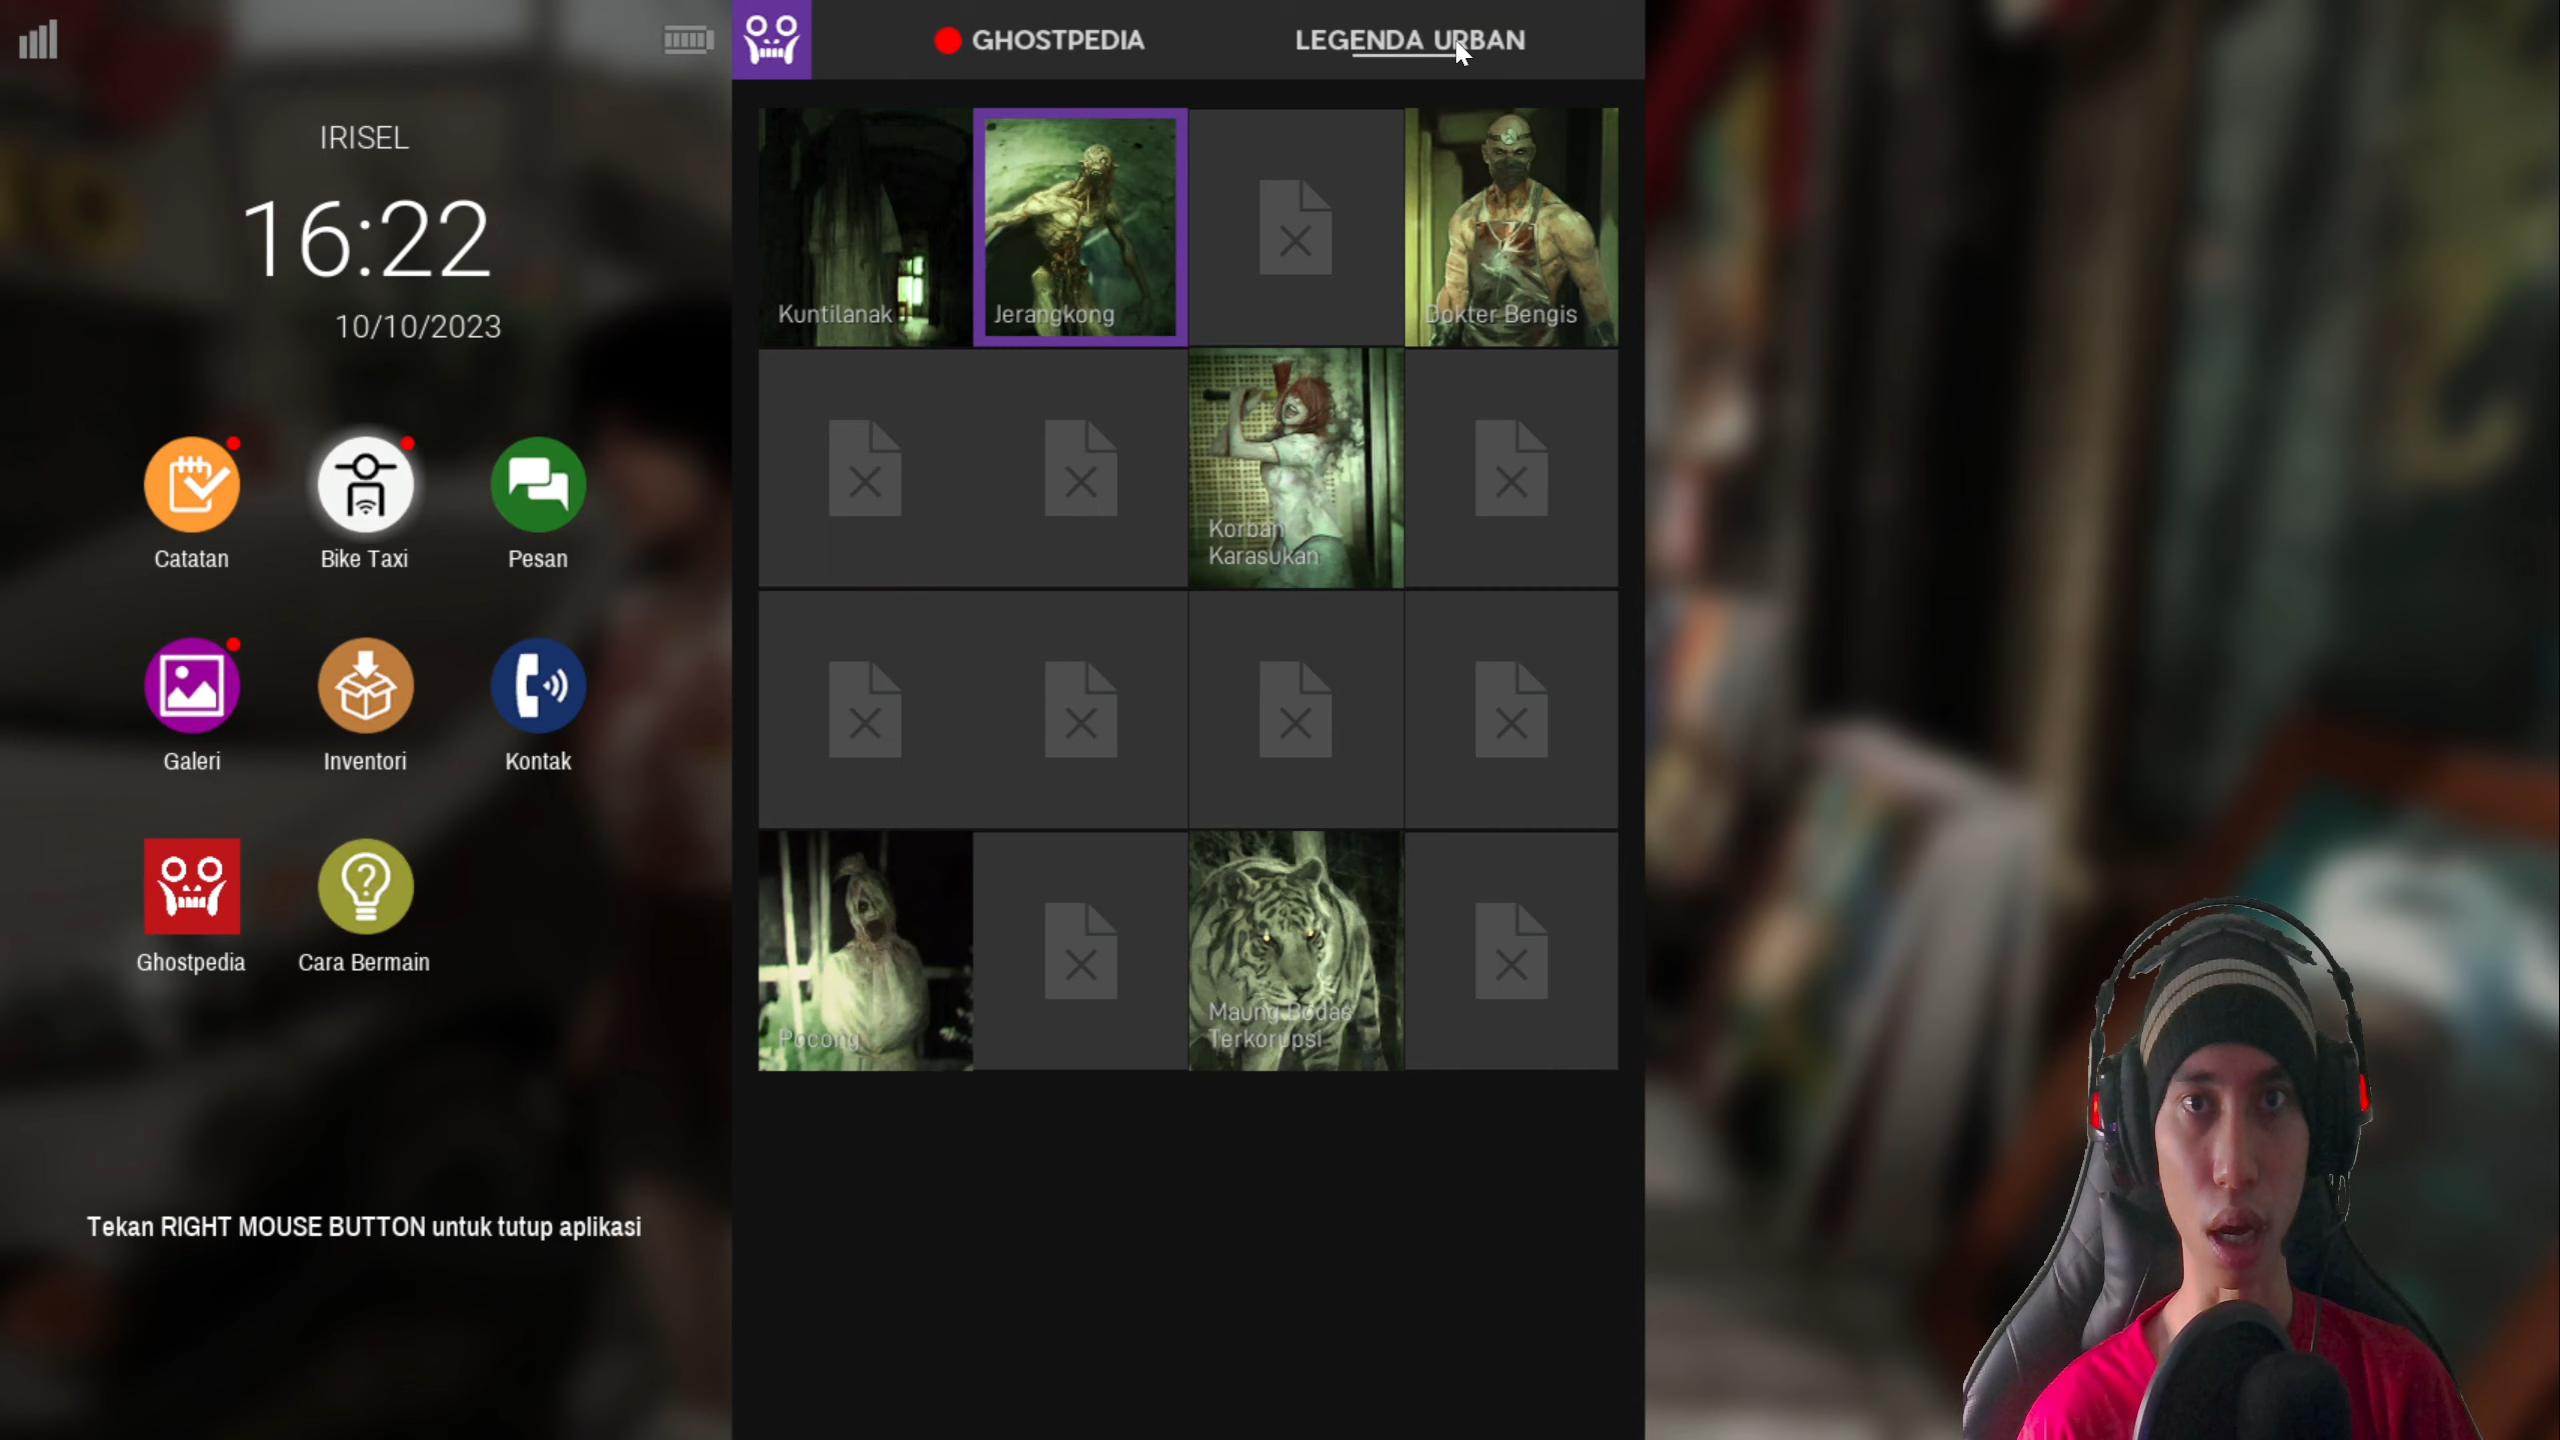 IRISEL
16:22
10/10/2023
Catatan
Bike Taxi
Pesan
Galeri
Inventori
Kontak
Ghostpedia
Cara Bermain
Tekan RIGHT MOUSE BUTTON untuk tutup aplikasi
GHOSTPEDIA
LEGENDA URBAN
Kuntilanak
Jerangkong
Dokter Bengis
Korban
Karasukan
Pocong
Maung Bodas
Terkorupsi